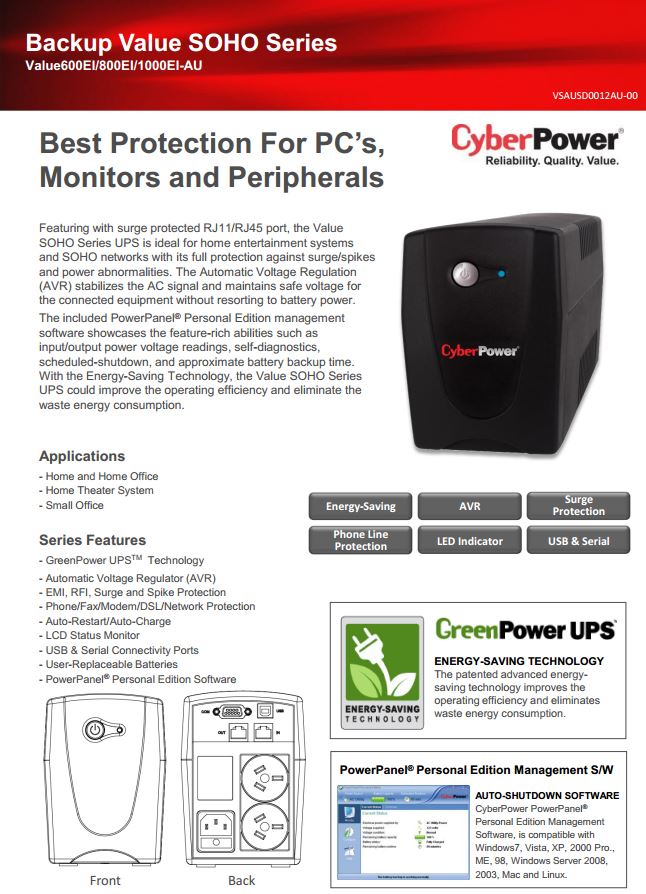 Backup Value SOHO Series
Value600EI/800EI/1000EI-AU
VSAUSD0012AU-00
Best Protection For PC’s,
Monitors and Peripherals
CyberPower®
Reliability. Quality. Value.
Featuring with surge protected RJ11/RJ45 port, the Value
SOHO Series UPS is ideal for home entertainment systems
and SOHO networks with its full protection against surge/spikes
and power abnormalities. The Automatic Voltage Regulation
(AVR) stabilizes the AC signal and maintains safe voltage for
the connected equipment without resorting to battery power.
The included PowerPanel® Personal Edition management
software showcases the feature-rich abilities such as
input/output power voltage readings, self-diagnostics,
scheduled-shutdown, and approximate battery backup time.
With the Energy-Saving Technology, the Value SOHO Series
UPS could improve the operating efficiency and eliminate the
waste energy consumption.
CyberPower®
Applications
- Home and Home Office
- Home Theater System
- Small Office
Energy-Saving
AVR
Surge
Protection
Phone Line
Protection
LED Indicator
USB & Serial
Series Features
- GreenPower UPS™ Technology
- Automatic Voltage Regulator (AVR)
- EMI, RFI, Surge and Spike Protection
- Phone/Fax/Modem/DSL/Network Protection
- Auto-Restart/Auto-Charge
- LCD Status Monitor
- USB & Serial Connectivity Ports
- User-Replaceable Batteries
- PowerPanel® Personal Edition Software
ENERGY-SAVING
TECHNOLOGY
GreenPower UPS™
ENERGY-SAVING TECHNOLOGY
The patented advanced energy-
saving technology improves the
operating efficiency and eliminates
waste energy consumption.
COM
USB
OUT
IN
Front
Back
PowerPanel® Personal Edition Management S/W
CyberPower
Current Status
AUTO-SHUTDOWN SOFTWARE
CyberPower PowerPanel®
Personal Edition Management
Software, is compatible with
Windows7, Vista, XP, 2000 Pro.,
ME, 98, Windows Server 2008,
2003, Mac and Linux.